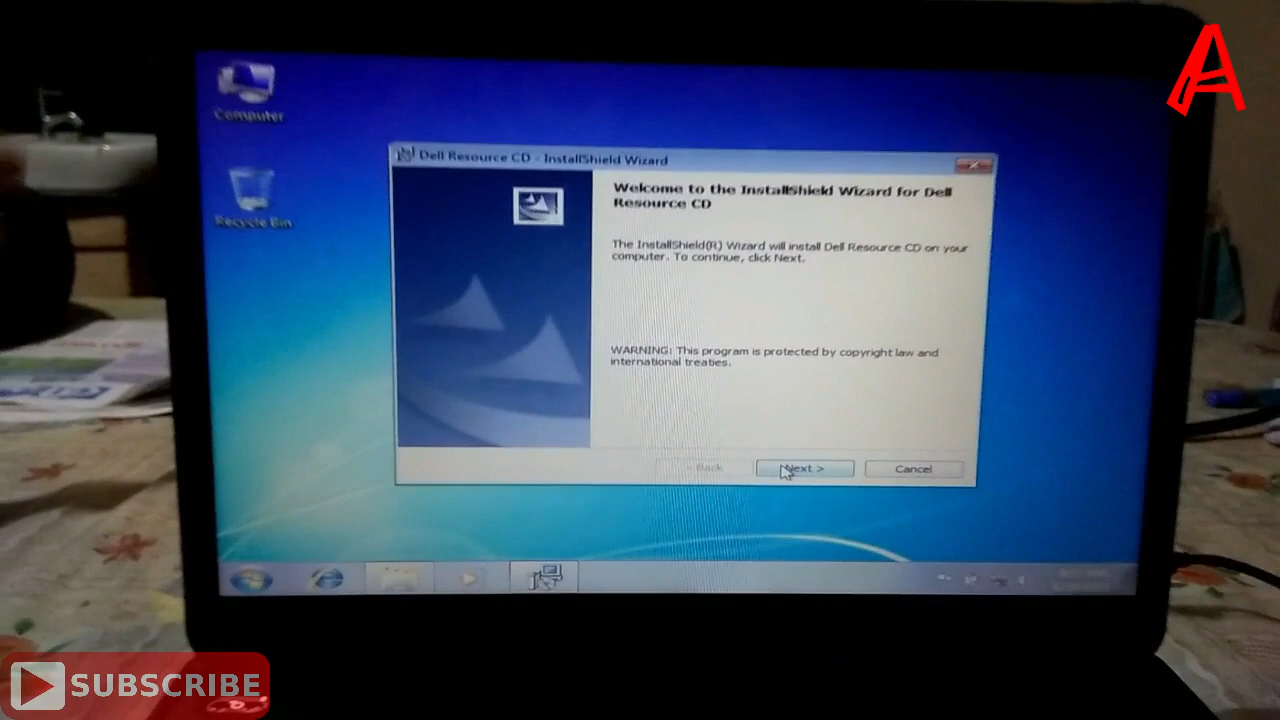 A
Computer
Recycle Bin
Dell Resource CD - InstallShield Wizard
Welcome to the InstallShield Wizard for Dell
Resource CD
The InstallShield(R) Wizard will install Dell Resource CD on your
computer. To continue, click Next.
WARNING: This program is protected by copyright law and
international treaties.
< Back
Next >
Cancel
SUBSCRIBE